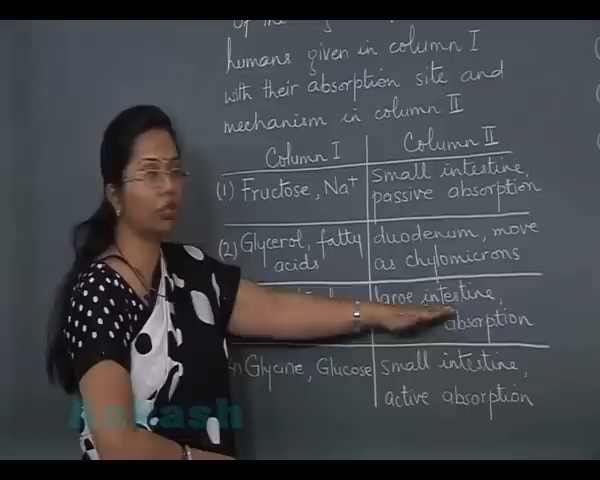 humans given in column I
with their absorption site and
mechanism in column II
Column I
Column II
(1) Fructose, Na+
Small intestine,
passive absorption
(2) Glycerol, fatty
acids
duodenum, move
as chylomicrons
large intestine,
absorption
Glycine, Glucose
small intestine,
active absorption
Aakash